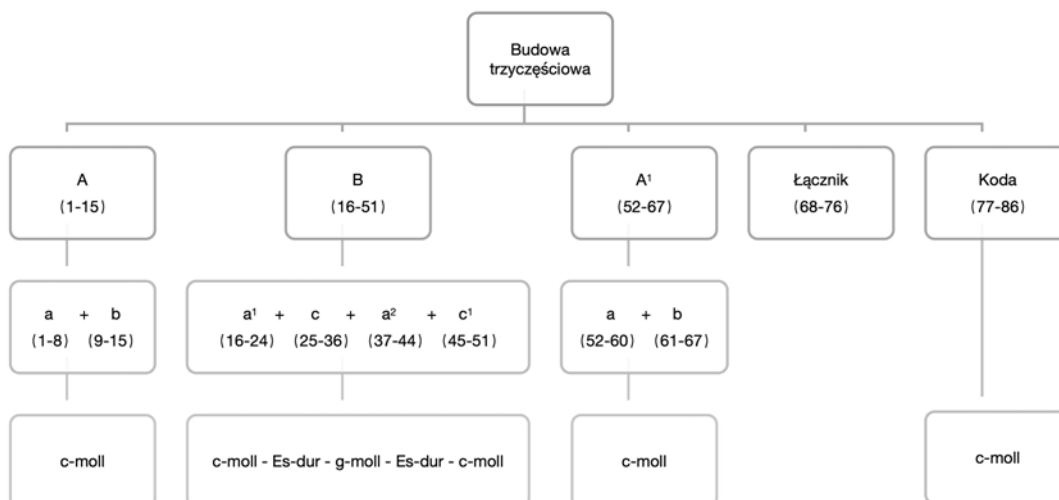 Budowa
trzyczęściowa
A
(1-15)
B
(16-51)
A¹
(52-67)
Łącznik
(68-76)
Koda
(77-86)
a + b
(1-8) (9-15)
a¹ + c + a² + c¹
(16-24) (25-36) (37-44) (45-51)
a + b
(52-60) (61-67)
c-moll
c-moll - Es-dur - g-moll - Es-dur - c-moll
c-moll
c-moll